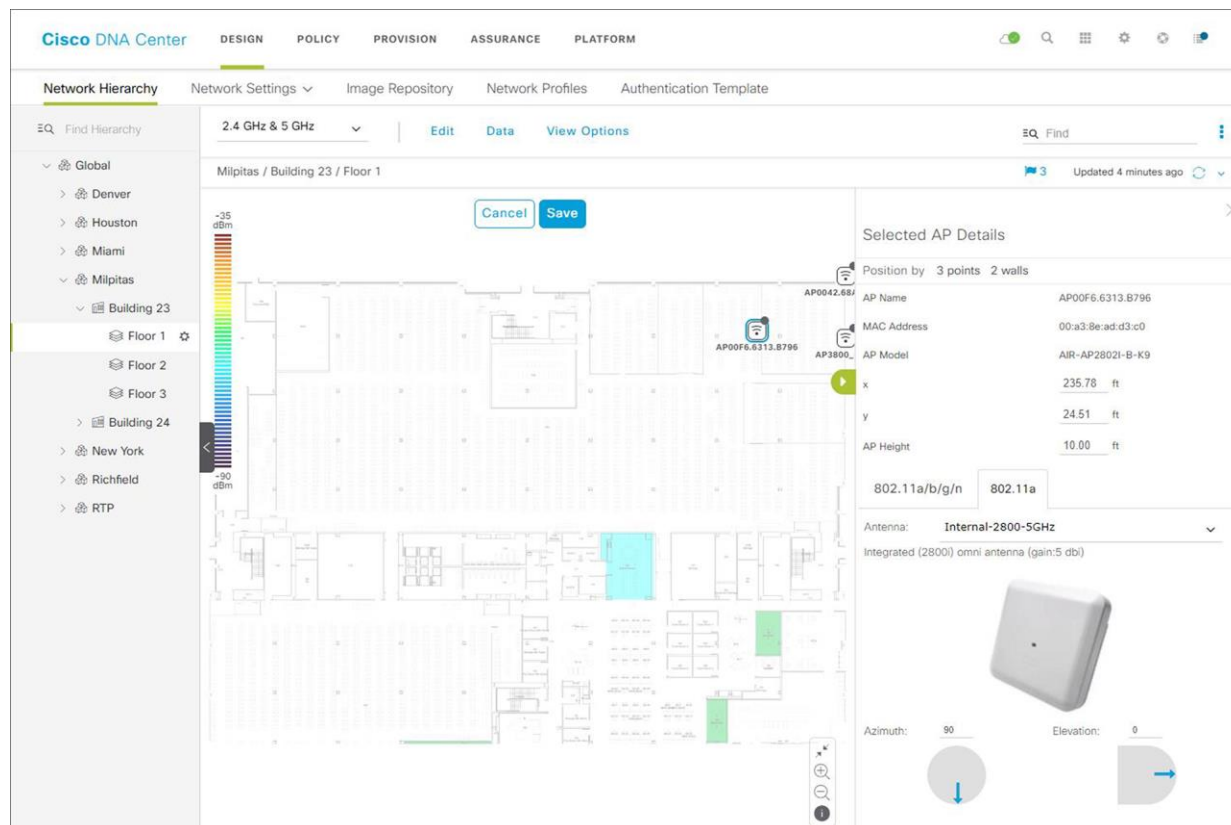 Cisco DNA Center DESIGN POLICY PROVISION ASSURANCE PLATFORM
Network Hierarchy Network Settings Image Repository Network Profiles Authentication Template
Find Hierarchy
Global
Denver
Houston
Miami
Milpitas
Building 23
Floor 1
Floor 2
Floor 3
Building 24
New York
Richfield
RTP
2.4 GHz & 5 GHz Edit Data View Options Find
Milpitas / Building 23 / Floor 1 3 Updated 4 minutes ago
Cancel Save
-35
dBm
-90
dBm
AP0042.68
AP00F6.6313.B796
AP3800_
Selected AP Details
Position by 3 points 2 walls
AP Name AP00F6.6313.B796
MAC Address 00:a3:8e:ad:d3:c0
AP Model AIR-AP2802I-B-K9
x 235.78 ft
y 24.51 ft
AP Height 10.00 ft
802.11a/b/g/n 802.11a
Antenna: Internal-2800-5GHz
Integrated (2800i) omni antenna (gain:5 dbi)
Azimuth: 90 Elevation: 0